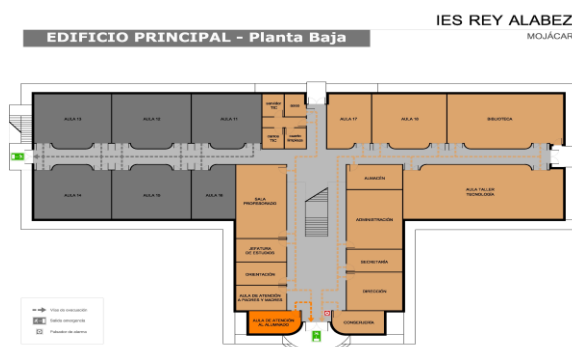 IES REY ALABEZ
MOJÁCAR
EDIFICIO PRINCIPAL - Planta Baja
AULA 13
AULA 12
AULA 11
AULA 17
AULA 18
BIBLIOTECA
AULA 14
AULA 15
AULA 16
SALA
PROFESORADO
ALMACÉN
AULA TALLER
TECNOLOGÍA
ADMINISTRACIÓN
JEFATURA
DE ESTUDIOS
SECRETARÍA
ORIENTACIÓN
DIRECCIÓN
AULA DE ATENCIÓN
A PADRES Y MADRES
AULA DE ATENCIÓN
AL ALUMNADO
CONSERJERÍA
Vías de evacuación
Salida emergencia
Pulsador de alarma